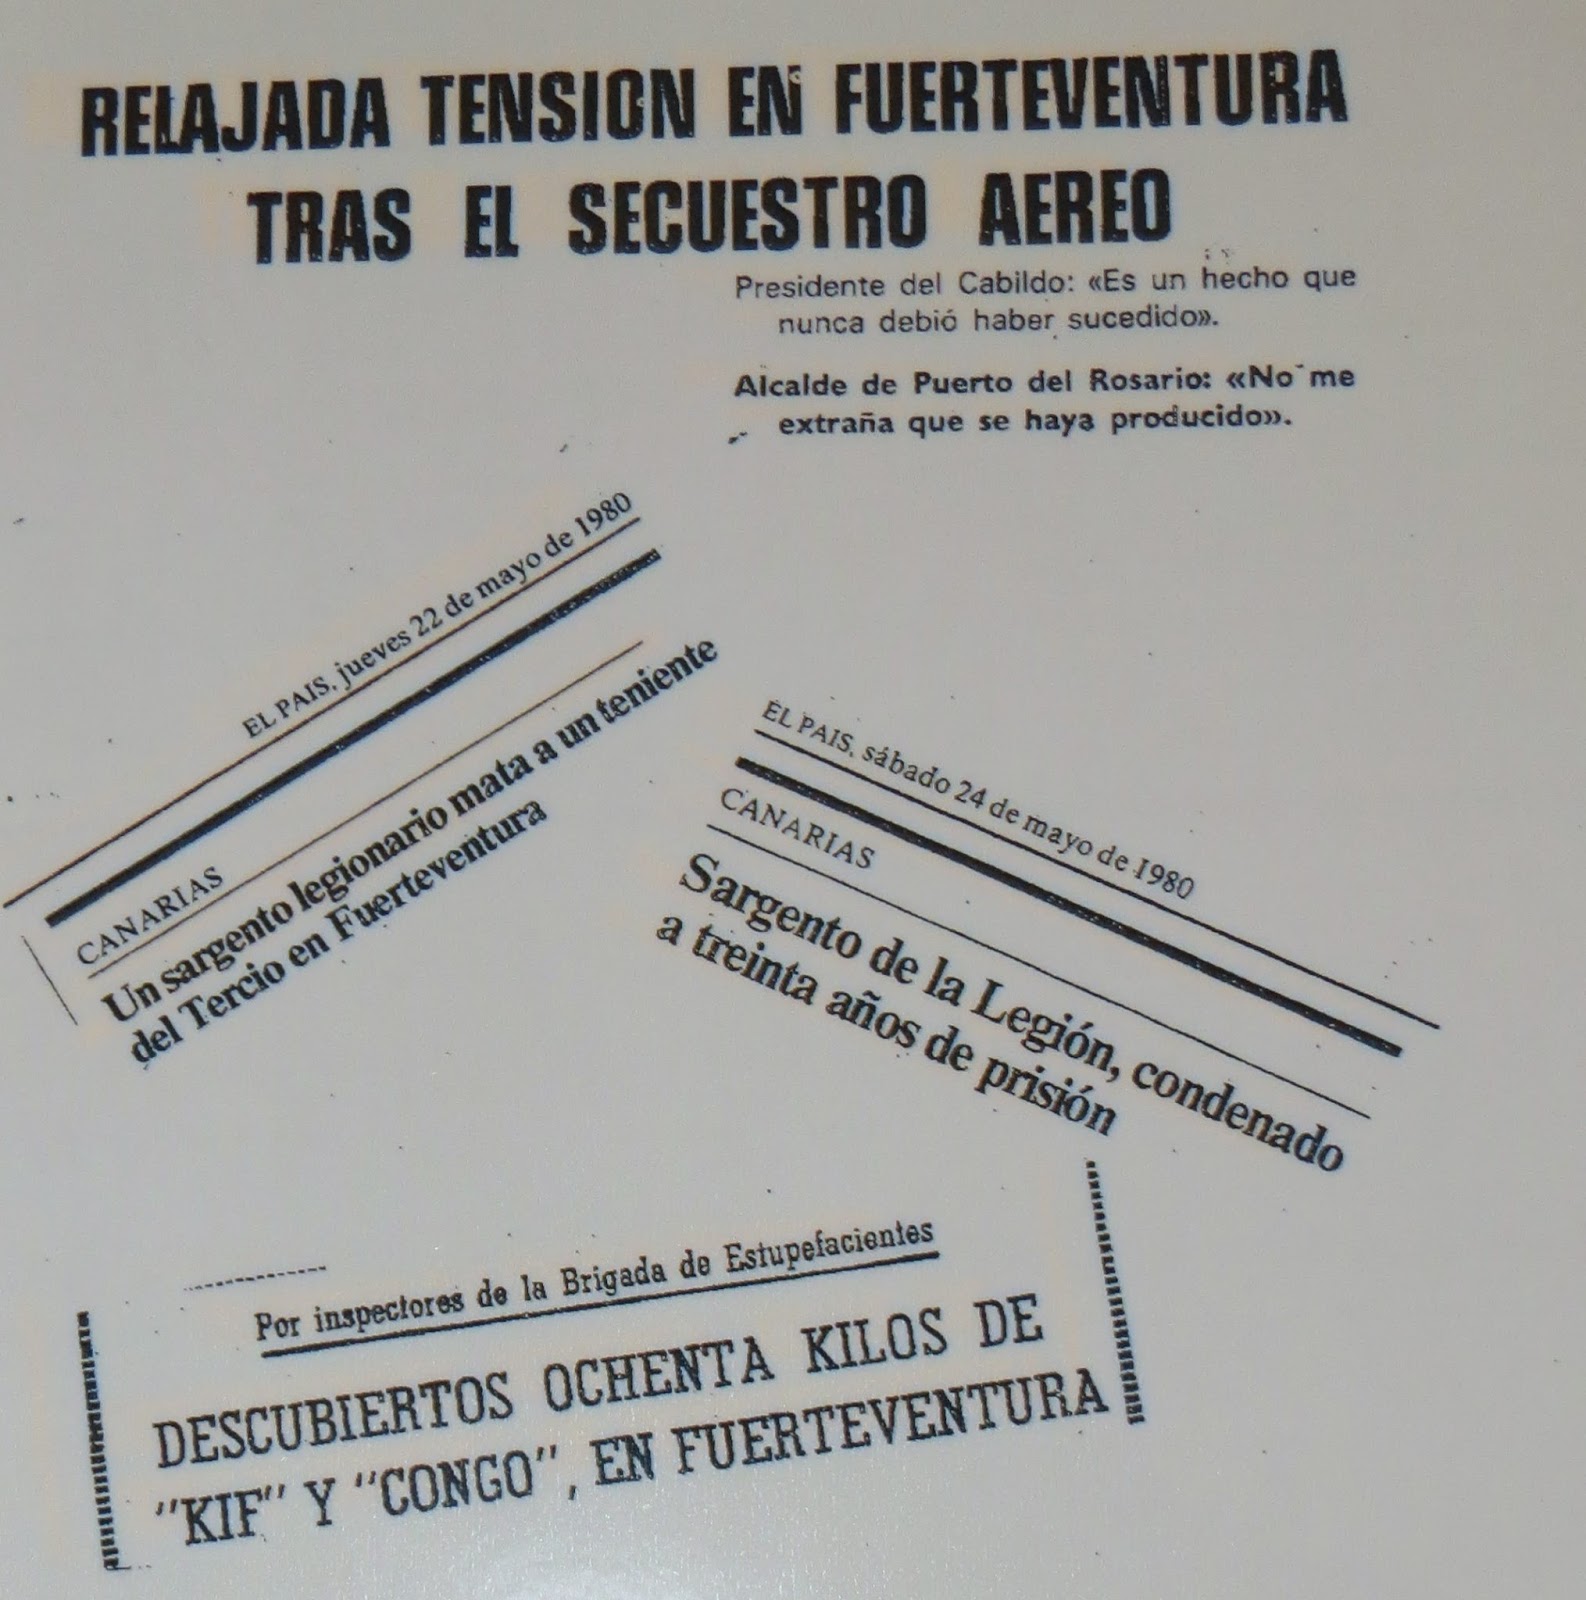 RELAJADA TENSION EN FUERTEVENTURA
TRAS EL SECUESTRO AEREO
Presidente del Cabildo: «Es un hecho que
nunca debió haber sucedido».
Alcalde de Puerto del Rosario: «No me
extraña que se haya producido».
EL PAIS, jueves 22 de mayo de 1980
CANARIAS
Un sargento legionario mata a un teniente
del Tercio en Fuerteventura
EL PAIS, sábado 24 de mayo de 1980
CANARIAS
Sargento de la Legión, condenado
a treinta años de prisión
Por inspectores de la Brigada de Estupefacientes
DESCUBIERTOS OCHENTA KILOS DE
"KIF" Y "CONGO", EN FUERTEVENTURA